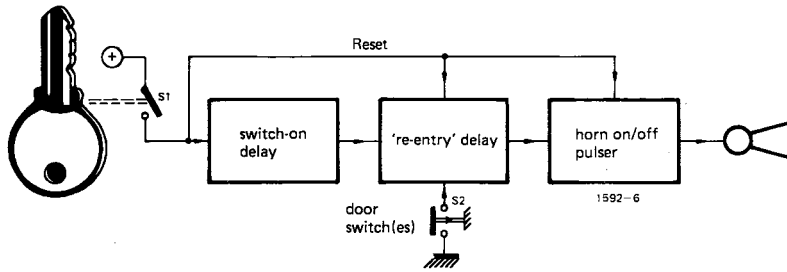 Reset
+
S1
switch-on
delay
're-entry' delay
horn on/off
pulser
1592-6
S2
door
switch(es)